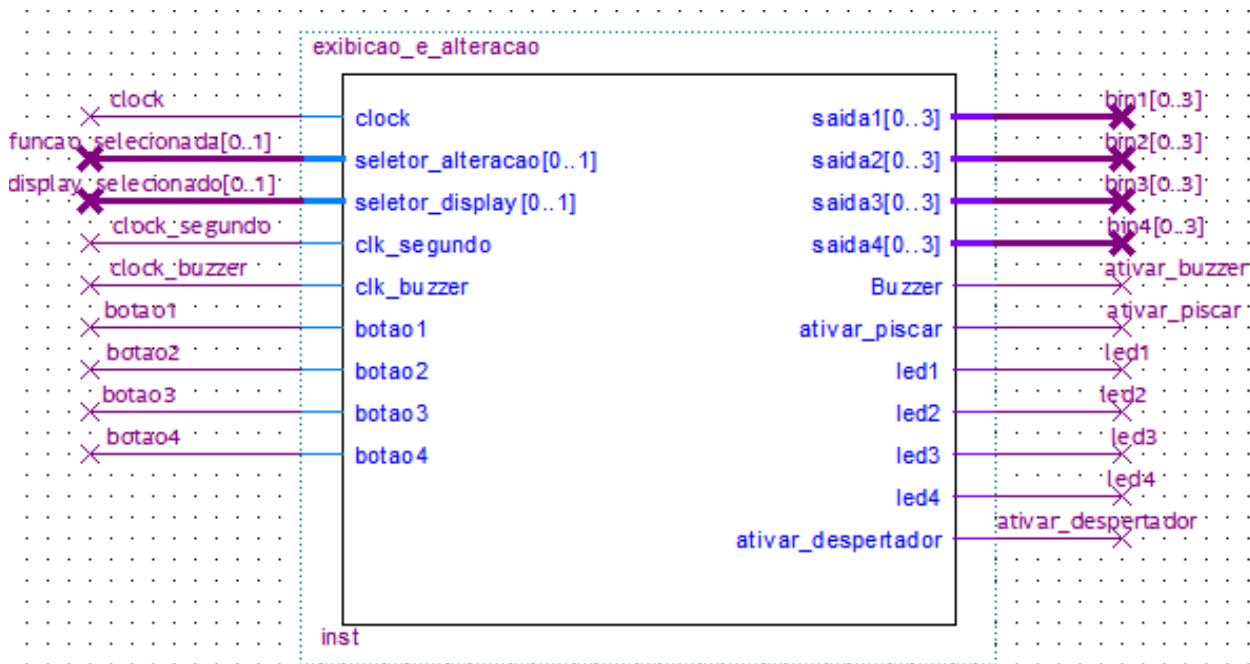 exibicao_e_alteracao
clock
funcao_selecionada[0..1]
display_selecionado[0..1]
clock_segundo
clock_buzzer
botao1
botao2
botao3
botao4
clock
seletor_alteracao[0..1]
seletor_display[0..1]
clk_segundo
clk_buzzer
botao1
botao2
botao3
botao4
saida1[0..3]
saida2[0..3]
saida3[0..3]
saida4[0..3]
Buzzer
ativar_piscar
led1
led2
led3
led4
ativar_despertador
bin1[0..3]
bin2[0..3]
bin3[0..3]
bin4[0..3]
ativar_buzzer
ativar_piscar
led1
led2
led3
led4
ativar_despertador
inst